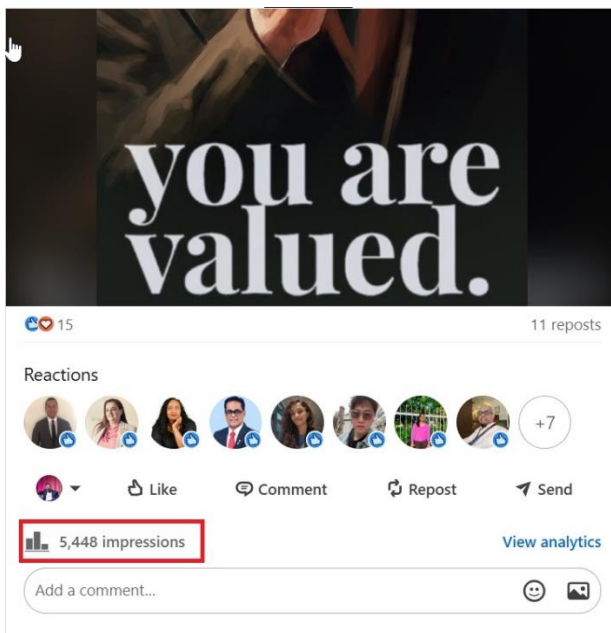 you are
valued.
15
11 reposts
Reactions
+7
Like Comment Repost Send
5,448 impressions
View analytics
Add a comment...